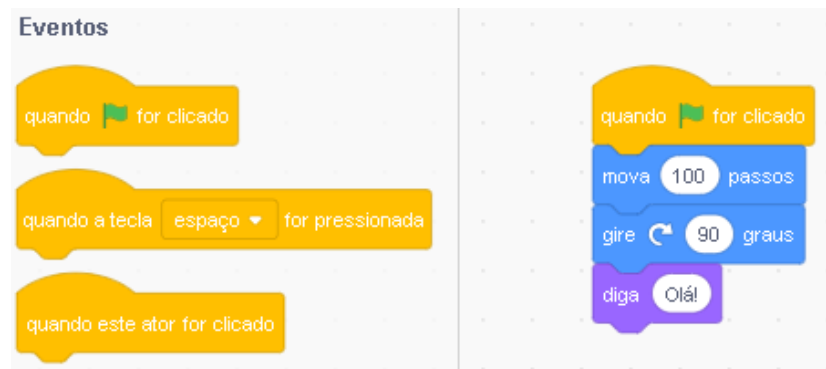 Eventos
quando for clicado
quando a tecla espaço for pressionada
quando este ator for clicado
quando for clicado
mova 100 passos
gire 90 graus
diga Olá!